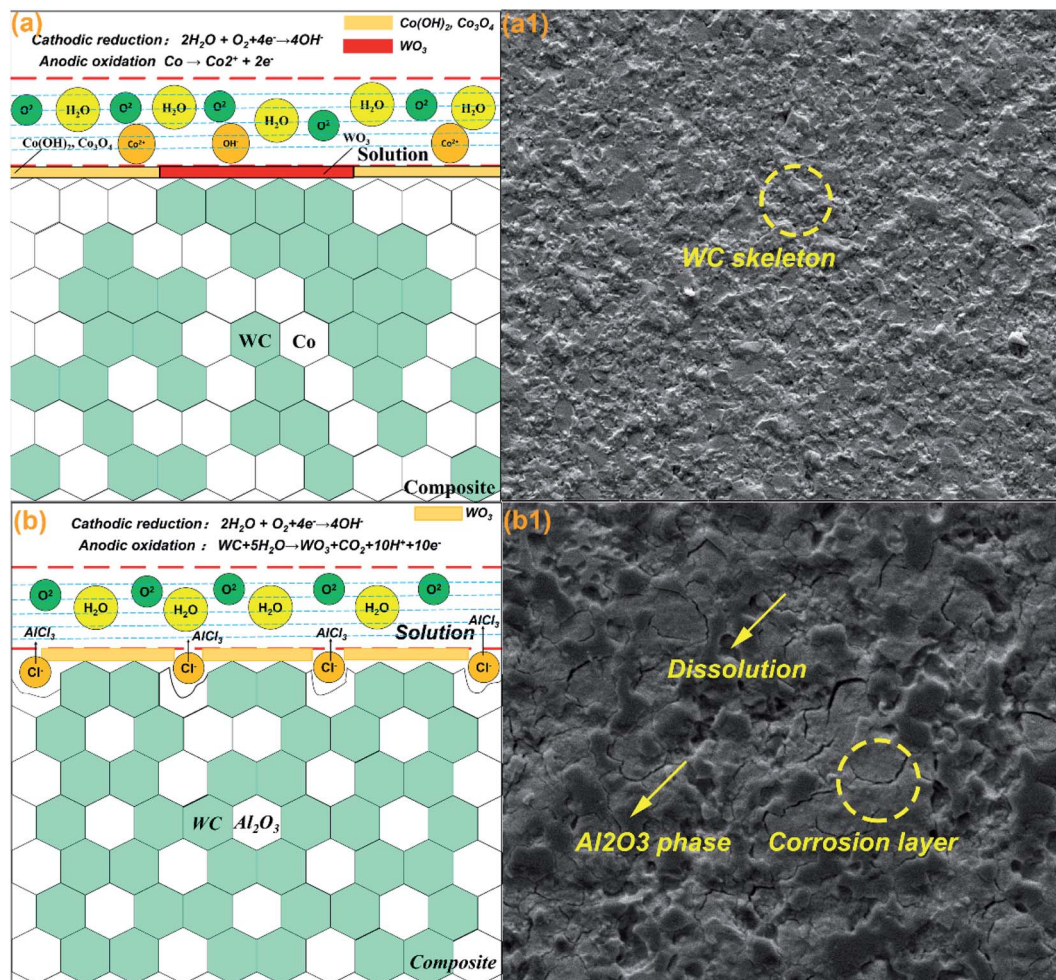 (a)
Co(OH)₂, Co₃O₄
WO₃
Cathodic reduction： 2H₂O + O₂+4e⁻→4OH⁻
Anodic oxidation Co → Co2⁺ + 2e⁻
O² H₂O O² H₂O O² H₂O O² H₂O O² H₂O
Co(OH)₂, Co₃O₄ Co²⁺ OH⁻ WO₃ Co²⁺
Solution
WC Co
Composite
(a1)
WC skeleton
(b)
WO₃
Cathodic reduction： 2H₂O + O₂+4e⁻→4OH⁻
Anodic oxidation ： WC+5H₂O→WO₃+CO₂+10H⁺+10e⁻
O² H₂O O² H₂O O² H₂O O² H₂O O²
AlCl₃ AlCl₃ AlCl₃ AlCl₃
Solution
Cl⁻ Cl⁻ Cl⁻ Cl⁻
WC Al₂O₃
Composite
(b1)
Dissolution
Al2O3 phase Corrosion layer